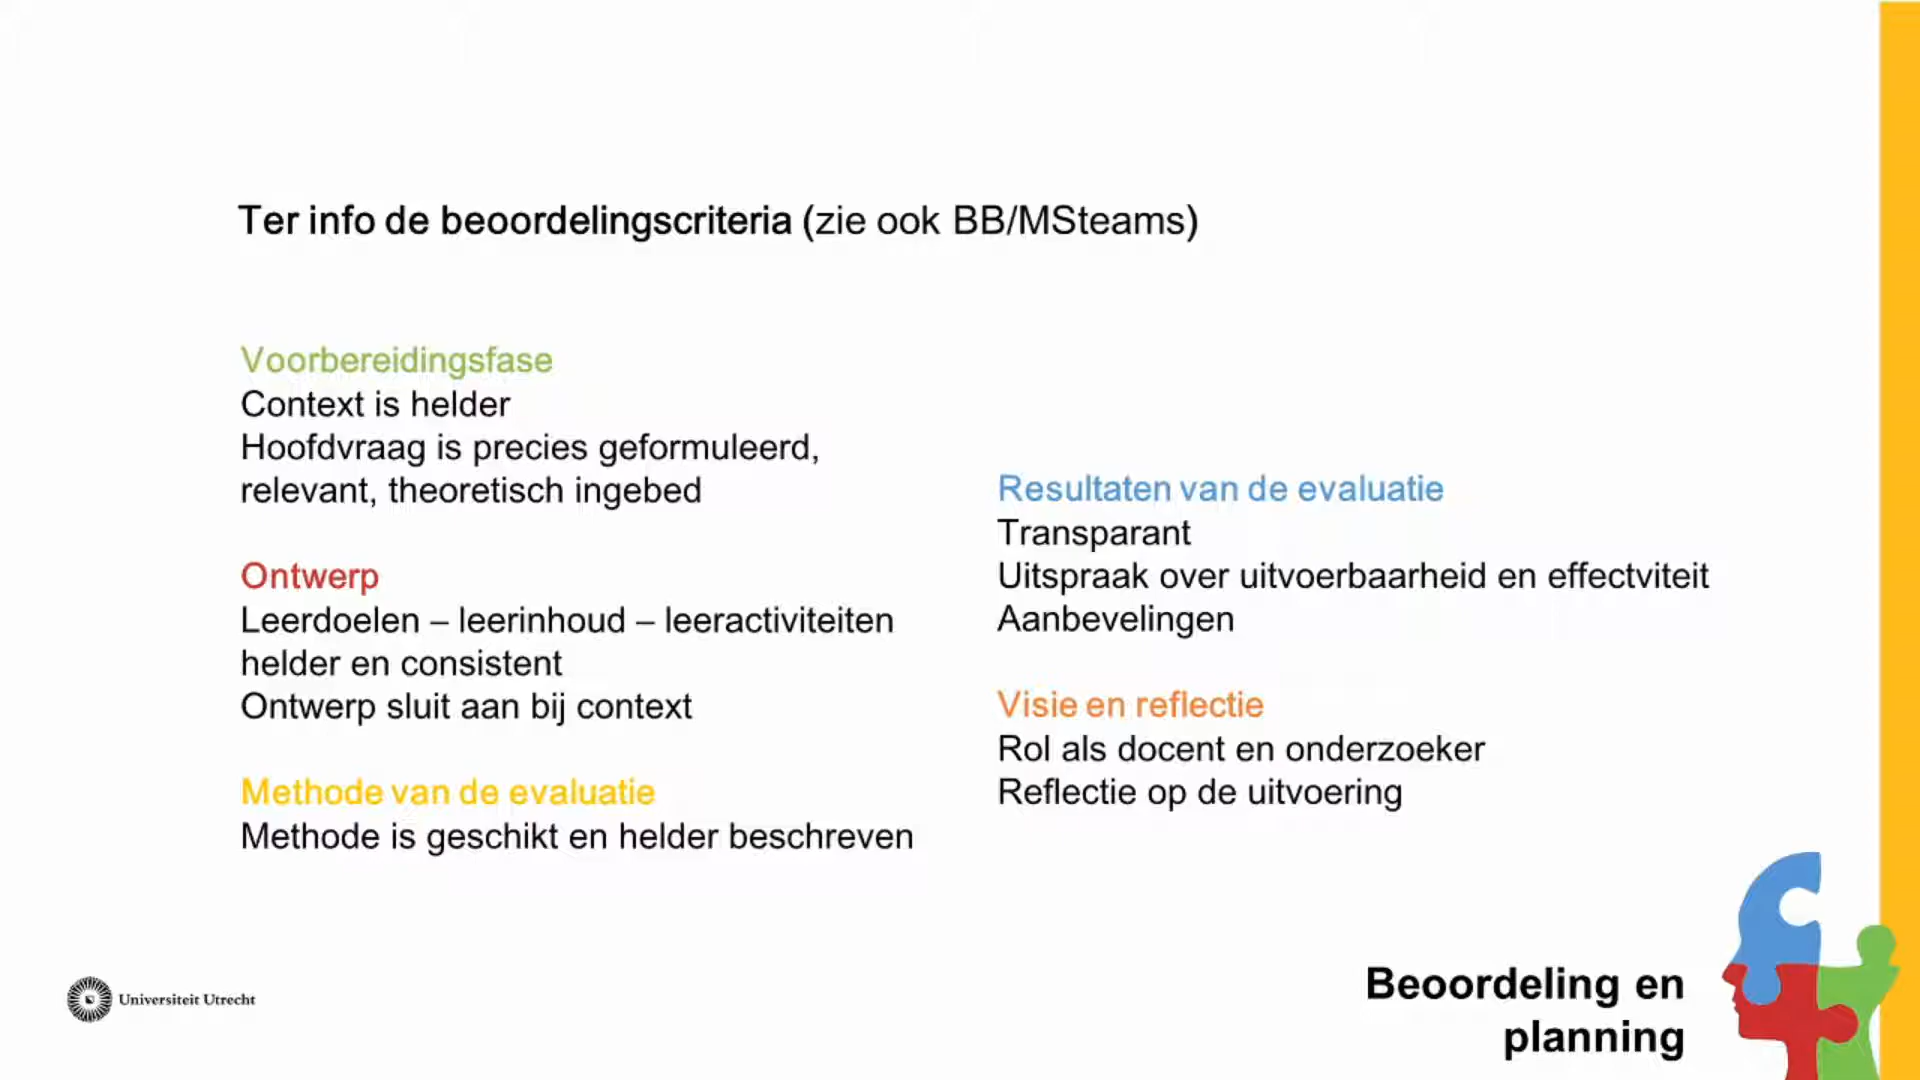 Ter info de beoordelingscriteria (zie ook BB/MSteams)
Voorbereidingsfase
Context is helder
Hoofdvraag is precies geformuleerd,
relevant, theoretisch ingebed
Ontwerp
Leerdoelen – leerinhoud – leeractiviteiten
helder en consistent
Ontwerp sluit aan bij context
Methode van de evaluatie
Methode is geschikt en helder beschreven
Resultaten van de evaluatie
Transparant
Uitspraak over uitvoerbaarheid en effectviteit
Aanbevelingen
Visie en reflectie
Rol als docent en onderzoeker
Reflectie op de uitvoering
Universiteit Utrecht
Beoordeling en
planning